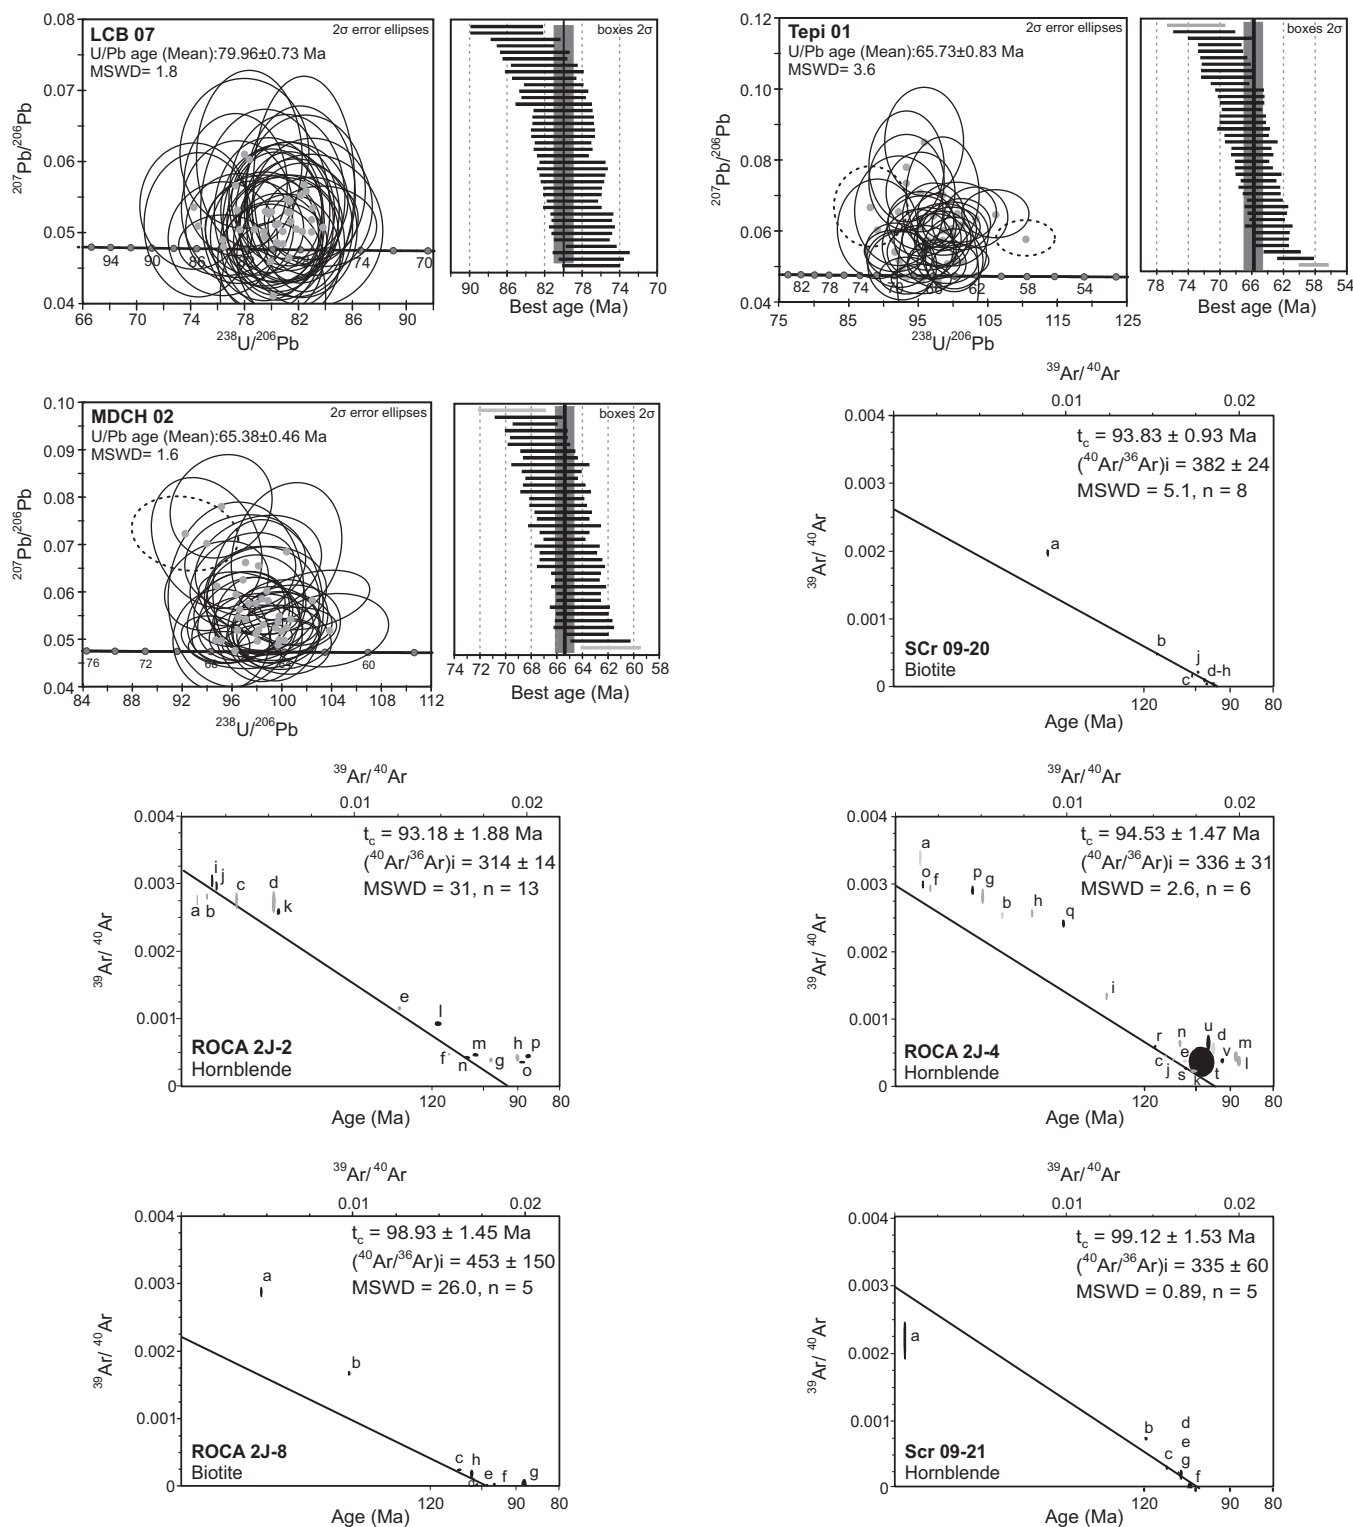 LCB 07
2σ error ellipses
U/Pb age (Mean):79.96±0.73 Ma
MSWD= 1.8
0.08
0.07
0.06
0.05
0.04
²⁰⁷Pb/²⁰⁶Pb
94 90 86 74 70
66 70 74 78 82 86 90
²³⁸U/²⁰⁶Pb
boxes 2σ
90 86 82 78 74 70
Best age (Ma)
Tepi 01
2σ error ellipses
U/Pb age (Mean):65.73±0.83 Ma
MSWD= 3.6
0.12
0.10
0.08
0.06
0.04
²⁰⁷Pb/²⁰⁶Pb
82 78 74 62 58 54
75 85 95 105 115 125
²³⁸U/²⁰⁶Pb
boxes 2σ
78 74 70 66 62 58 54
Best age (Ma)
MDCH 02
2σ error ellipses
U/Pb age (Mean):65.38±0.46 Ma
MSWD= 1.6
0.10
0.09
0.08
0.07
0.06
0.05
0.04
²⁰⁷Pb/²⁰⁶Pb
76 72 68 64 60
84 88 92 96 100 104 108 112
²³⁸U/²⁰⁶Pb
boxes 2σ
74 72 70 68 66 64 62 60 58
Best age (Ma)
³⁹Ar/⁴⁰Ar
0.01 0.02
0.004
0.003
0.002
0.001
0
³⁹Ar/ ⁴⁰Ar
t_c = 93.83 ± 0.93 Ma
(⁴⁰Ar/³⁶Ar)i = 382 ± 24
MSWD = 5.1, n = 8
a
b
j
c
d-h
SCr 09-20
Biotite
120 90 80
Age (Ma)
³⁹Ar/ ⁴⁰Ar
0.01 0.02
0.004
0.003
0.002
0.001
0
³⁹Ar/ ⁴⁰Ar
t_c = 93.18 ± 1.88 Ma
(⁴⁰Ar/³⁶Ar)i = 314 ± 14
MSWD = 31, n = 13
i
j
c
d
a b
k
e
l
m
f
n
g
h
p
o
ROCA 2J-2
Hornblende
120 90 80
Age (Ma)
³⁹Ar/⁴⁰Ar
0.01 0.02
0.004
0.003
0.002
0.001
0
³⁹Ar/ ⁴⁰Ar
t_c = 94.53 ± 1.47 Ma
(⁴⁰Ar/³⁶Ar)i = 336 ± 31
MSWD = 2.6, n = 6
a
o f
p g
b
h
q
i
r
n
u
d
m
c
e
j
s
k
t
v
l
ROCA 2J-4
Hornblende
120 90 80
Age (Ma)
³⁹Ar/ ⁴⁰Ar
0.01 0.02
0.004
0.003
0.002
0.001
0
³⁹Ar/ ⁴⁰Ar
t_c = 98.93 ± 1.45 Ma
(⁴⁰Ar/³⁶Ar)i = 453 ± 150
MSWD = 26.0, n = 5
a
b
c
h
e
f
g
ROCA 2J-8
Biotite
120 90 80
Age (Ma)
³⁹Ar/⁴⁰Ar
0.01 0.02
0.004
0.003
0.002
0.001
0
³⁹Ar/ ⁴⁰Ar
t_c = 99.12 ± 1.53 Ma
(⁴⁰Ar/³⁶Ar)i = 335 ± 60
MSWD = 0.89, n = 5
a
b
d
e
c
g
f
Scr 09-21
Hornblende
120 90 80
Age (Ma)